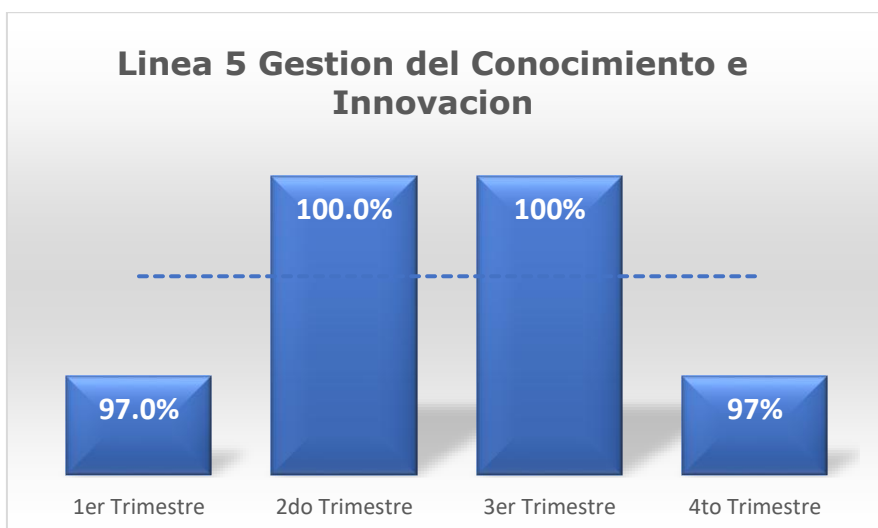 Linea 5 Gestion del Conocimiento e
Innovacion
97.0%
100.0%
100%
97%
1er Trimestre
2do Trimestre
3er Trimestre
4to Trimestre